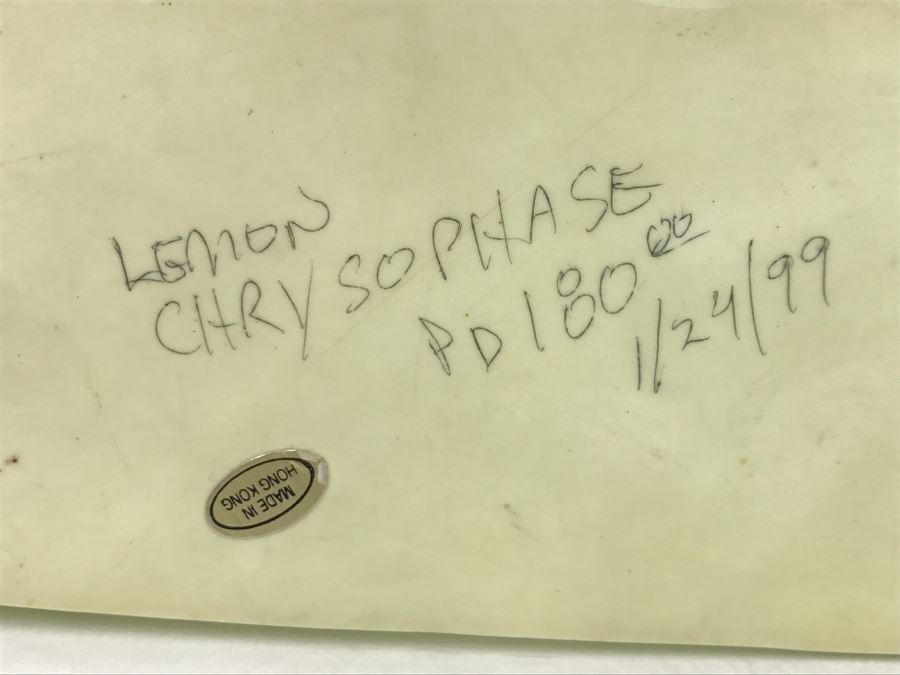 LEMON
CHRYSOPHASE
PD 180 00
1/24/99
MADE IN
HONG KONG